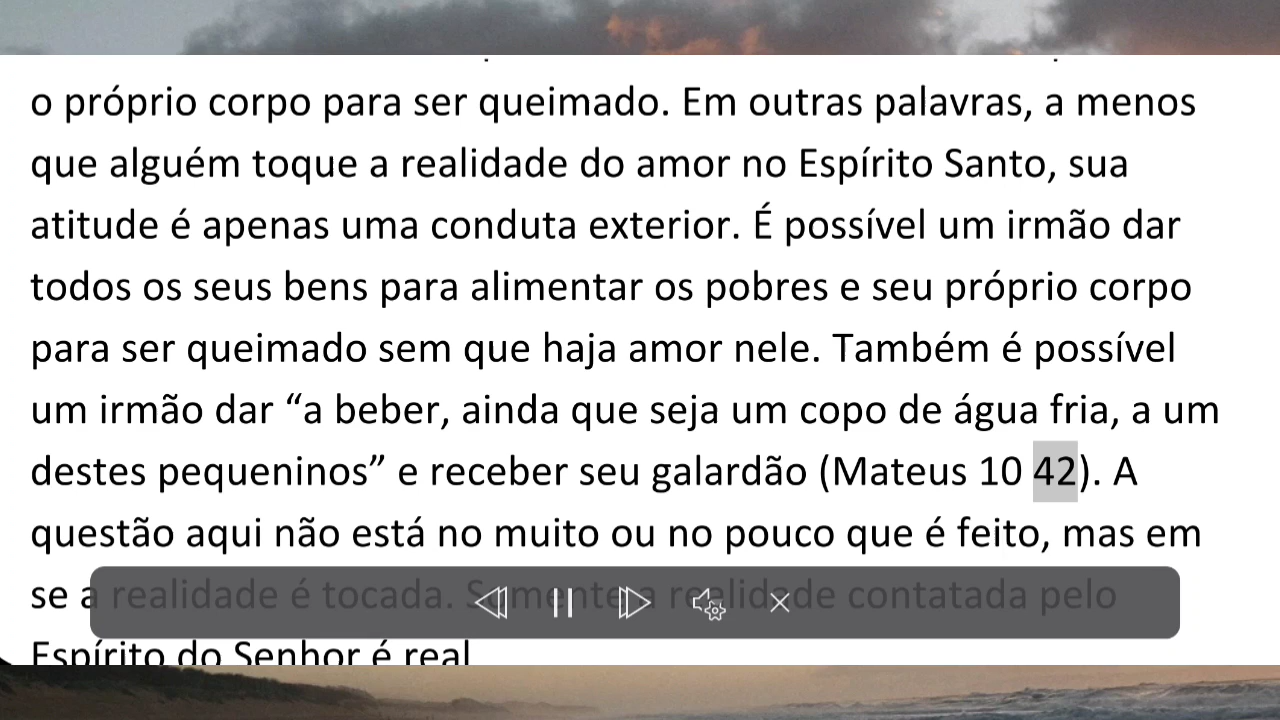 o próprio corpo para ser queimado. Em outras palavras, a menos
que alguém toque a realidade do amor no Espírito Santo, sua
atitude é apenas uma conduta exterior. É possível um irmão dar
todos os seus bens para alimentar os pobres e seu próprio corpo
para ser queimado sem que haja amor nele. Também é possível
um irmão dar “a beber, ainda que seja um copo de água fria, a um
destes pequeninos” e receber seu galardão (Mateus 10 42). A
questão aqui não está no muito ou no pouco que é feito, mas em
se a realidade é tocada. Somente a realidade contatada pelo
Espírito do Senhor é real